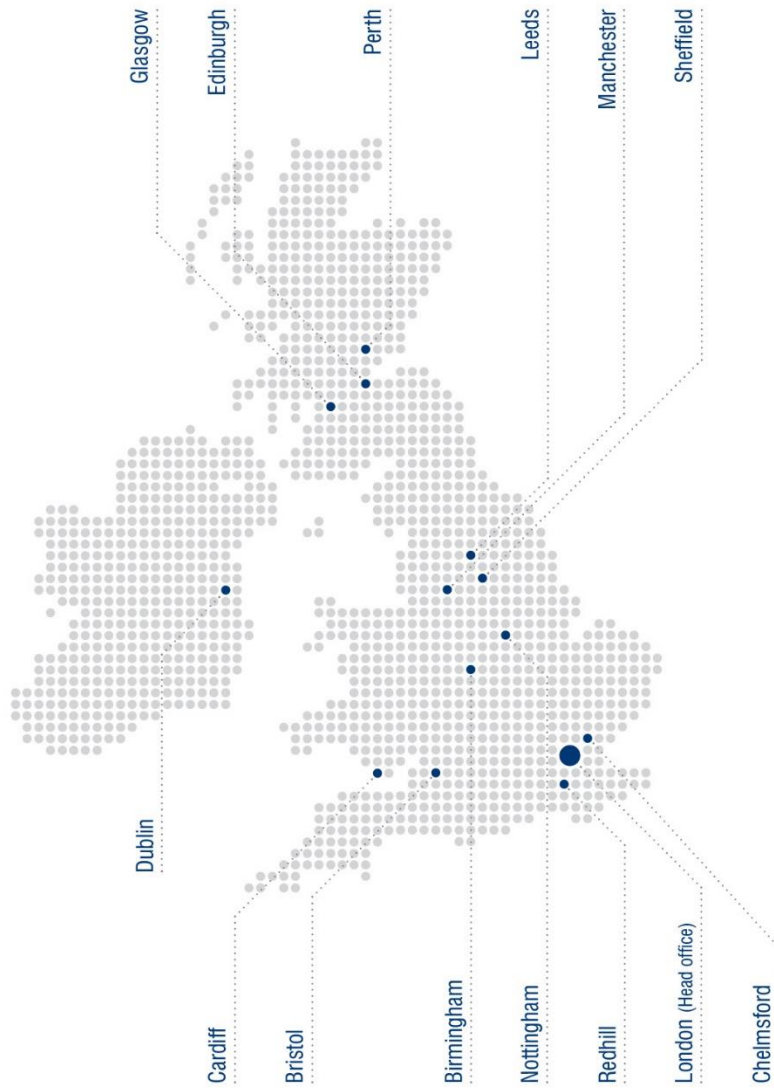 Glasgow
Edinburgh
Perth
Leeds
Manchester
Sheffield
Dublin
Cardiff
Bristol
Birmingham
Nottingham
Redhill
London (Head office)
Chelmsford